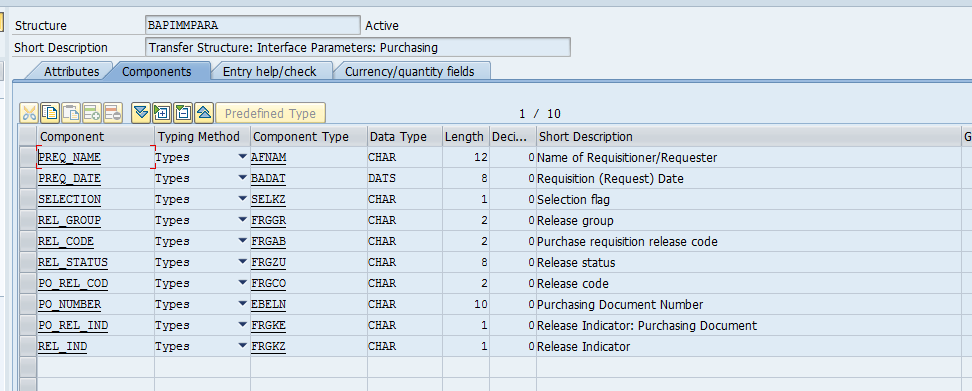 Structure BAPIMMPARA Active
Short Description Transfer Structure: Interface Parameters: Purchasing
Attributes Components Entry help/check Currency/quantity fields
Predefined Type 1 / 10
Component Typing Method Component Type Data Type Length Deci... Short Description G
PREQ_NAME Types AFNAM CHAR 12 0 Name of Requisitioner/Requester
PREQ_DATE Types BADAT DATS 8 0 Requisition (Request) Date
SELECTION Types SELKZ CHAR 1 0 Selection flag
REL_GROUP Types FRGGR CHAR 2 0 Release group
REL_CODE Types FRGAB CHAR 2 0 Purchase requisition release code
REL_STATUS Types FRGZU CHAR 8 0 Release status
PO_REL_COD Types FRGCO CHAR 2 0 Release code
PO_NUMBER Types EBELN CHAR 10 0 Purchasing Document Number
PO_REL_IND Types FRGKE CHAR 1 0 Release Indicator: Purchasing Document
REL_IND Types FRGKZ CHAR 1 0 Release Indicator